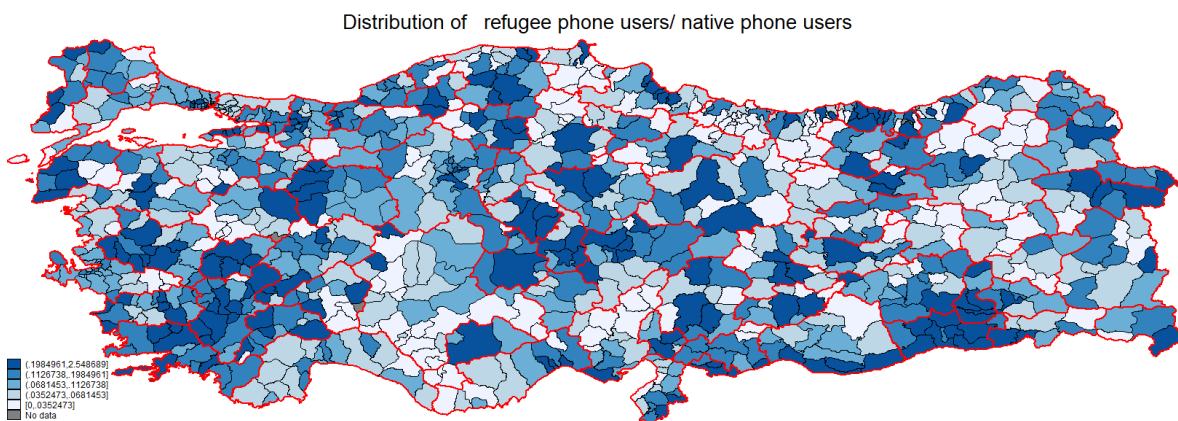 Distribution of   refugee phone users/ native phone users
(.1984961,2.548689]
(.1126738,.1984961]
(.0681453,.1126738]
(.0352473,.0681453]
[0,.0352473]
No data